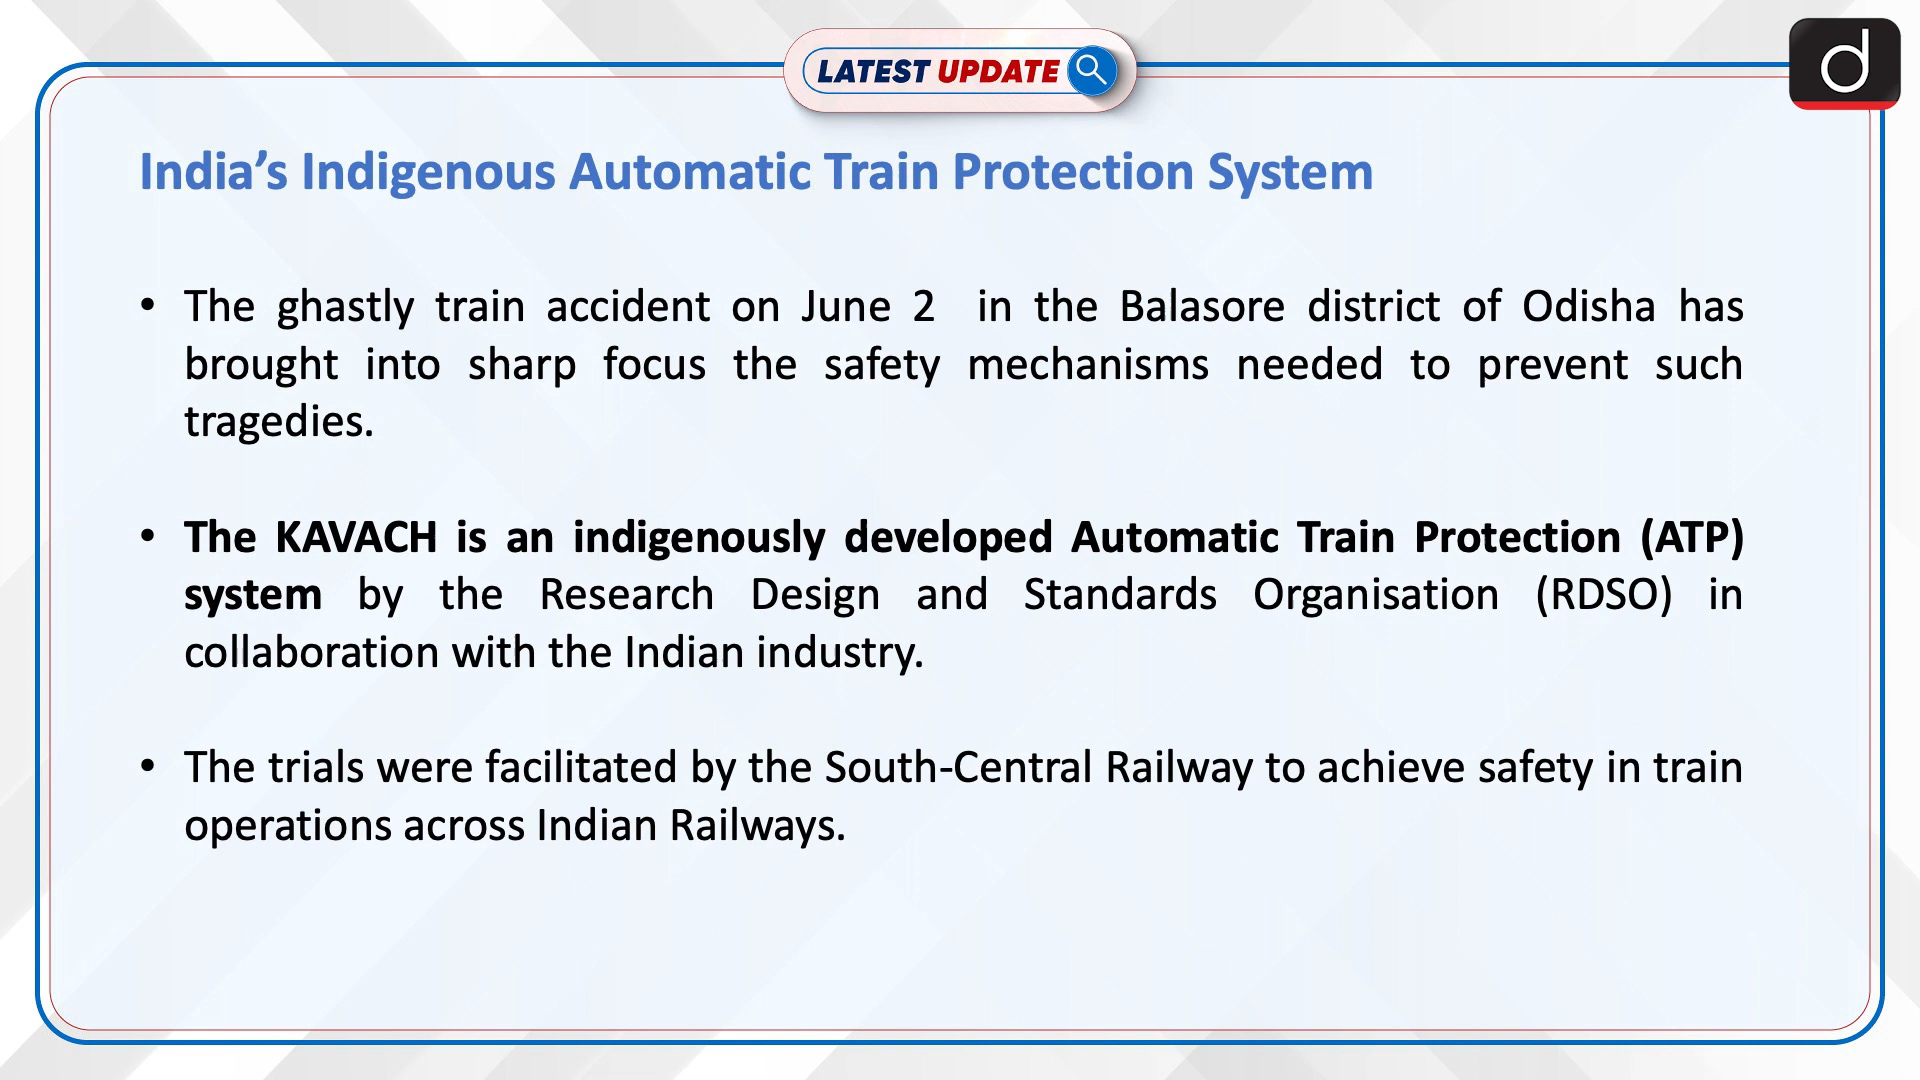 LATEST UPDATE
d
India’s Indigenous Automatic Train Protection System
• The ghastly train accident on June 2  in the Balasore district of Odisha has
brought into sharp focus the safety mechanisms needed to prevent such
tragedies.
• The KAVACH is an indigenously developed Automatic Train Protection (ATP)
system by the Research Design and Standards Organisation (RDSO) in
collaboration with the Indian industry.
• The trials were facilitated by the South-Central Railway to achieve safety in train
operations across Indian Railways.